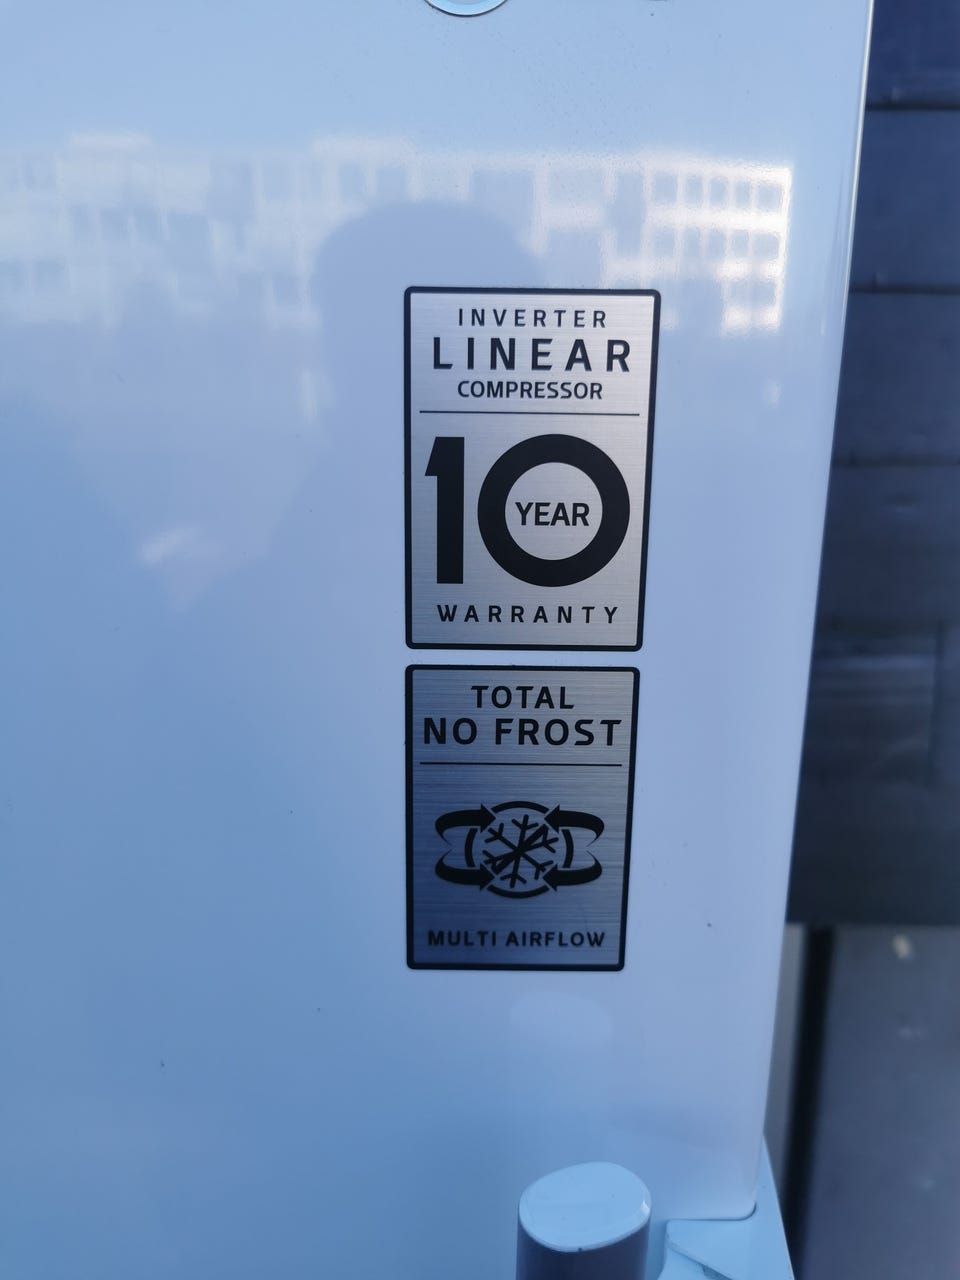 INVERTER
LINEAR
COMPRESSOR
10 YEAR
WARRANTY
TOTAL
NO FROST
MULTI AIRFLOW